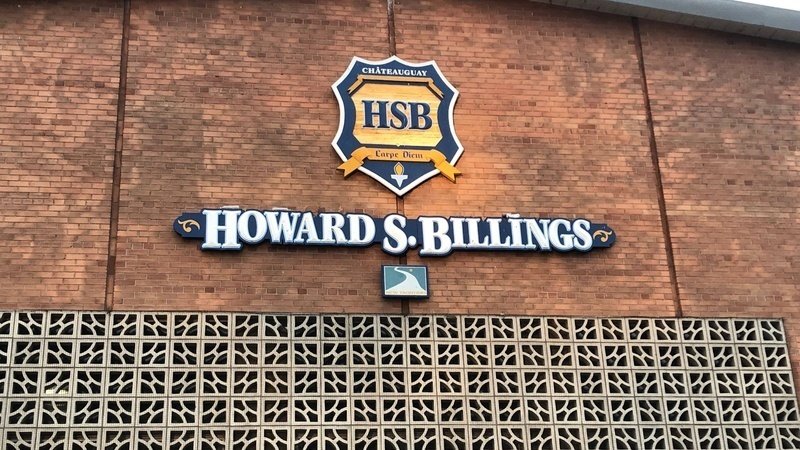 CHÂTEAUGUAY
HSB
Carpe Diem
HOWARD S. BILLINGS